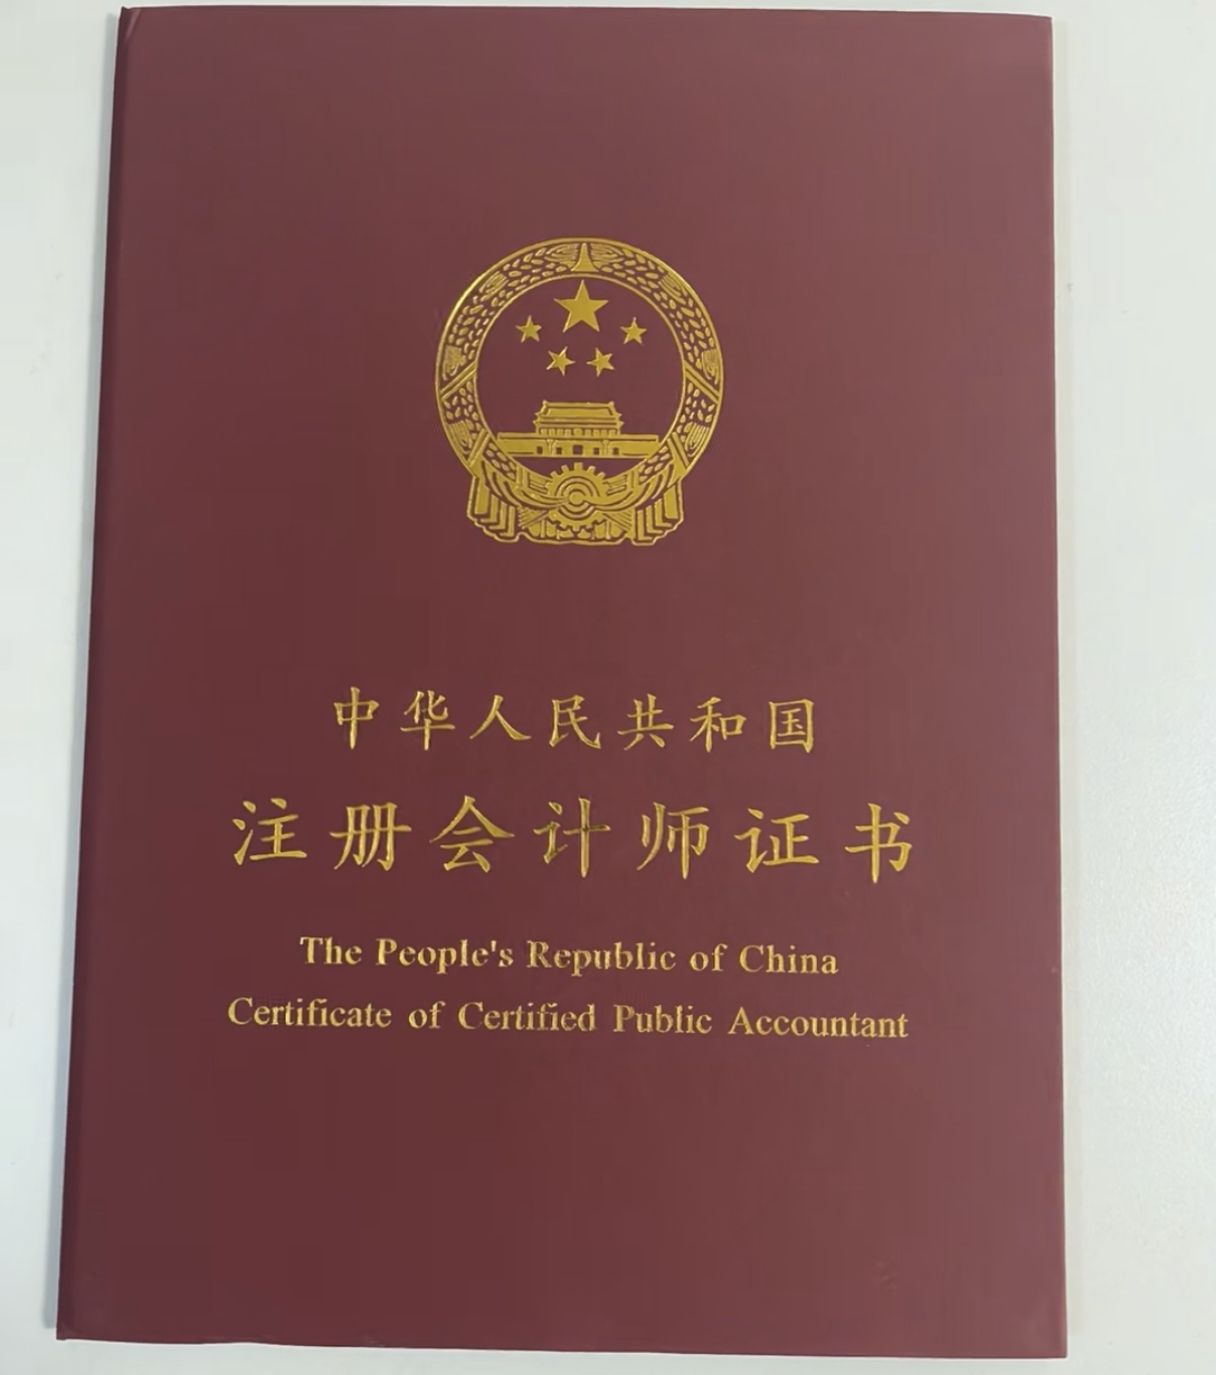 中华人民共和国
注册会计师证书
The People's Republic of China
Certificate of Certified Public Accountant